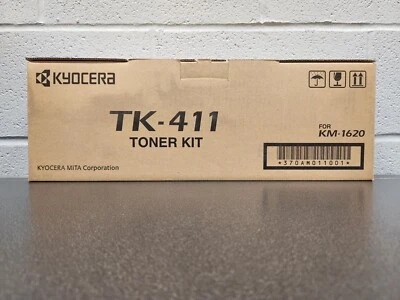 KYOCERA
TK-411
TONER KIT
FOR
KM-1620
*370AM011001*
KYOCERA MITA Corporation